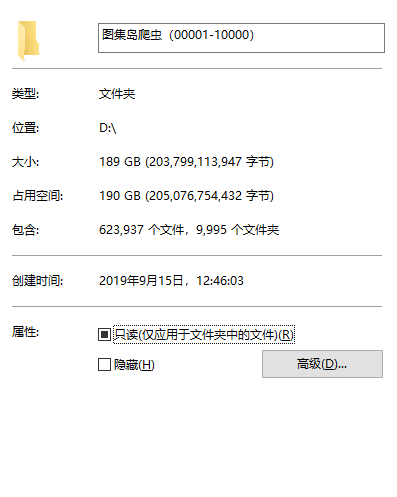 图集岛爬虫（00001-10000）
类型: 文件夹
位置: D:\
大小: 189 GB (203,799,113,947 字节)
占用空间: 190 GB (205,076,754,432 字节)
包含: 623,937 个文件，9,995 个文件夹
创建时间: 2019年9月15日，12:46:03
属性: 只读(仅应用于文件夹中的文件)(R)
隐藏(H) 高级(D)...